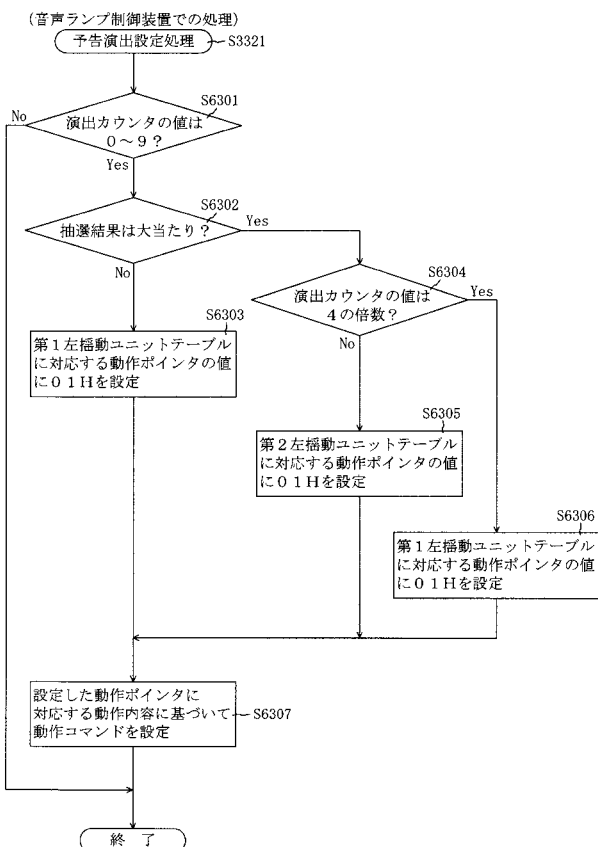 (音声ランプ制御装置での処理)
予告演出設定処理
S3321
S6301
演出カウンタの値は
0～9?
No
Yes
S6302
抽選結果は大当たり?
Yes
No
S6304
演出カウンタの値は
4の倍数?
Yes
No
S6303
第1左揺動ユニットテーブル
に対応する動作ポインタの値
に01Hを設定
S6305
第2左揺動ユニットテーブル
に対応する動作ポインタの値
に01Hを設定
S6306
第1左揺動ユニットテーブル
に対応する動作ポインタの値
に01Hを設定
設定した動作ポインタに
対応する動作内容に基づいて
動作コマンドを設定
S6307
終 了